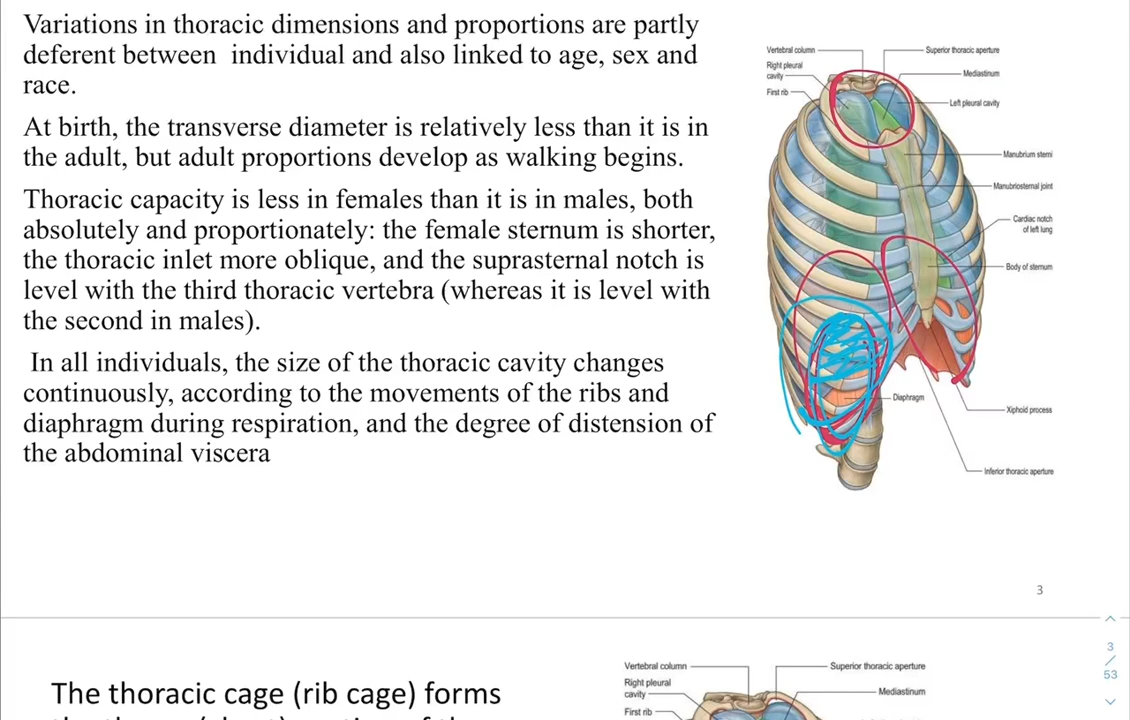 Variations in thoracic dimensions and proportions are partly
deferent between individual and also linked to age, sex and
race.
At birth, the transverse diameter is relatively less than it is in
the adult, but adult proportions develop as walking begins.
Thoracic capacity is less in females than it is in males, both
absolutely and proportionately: the female sternum is shorter,
the thoracic inlet more oblique, and the suprasternal notch is
level with the third thoracic vertebra (whereas it is level with
the second in males).
In all individuals, the size of the thoracic cavity changes
continuously, according to the movements of the ribs and
diaphragm during respiration, and the degree of distension of
the abdominal viscera
Vertebral column
Superior thoracic aperture
Right pleural
cavity
Mediastinum
First rib
Left pleural cavity
Manubrium sterni
Manubriosternal joint
Cardiac notch
of left lung
Body of sternum
Diaphragm
Xiphoid process
Inferior thoracic aperture
3
3
/
53
The thoracic cage (rib cage) forms
Vertebral column
Superior thoracic aperture
Right pleural
cavity
Mediastinum
First rib